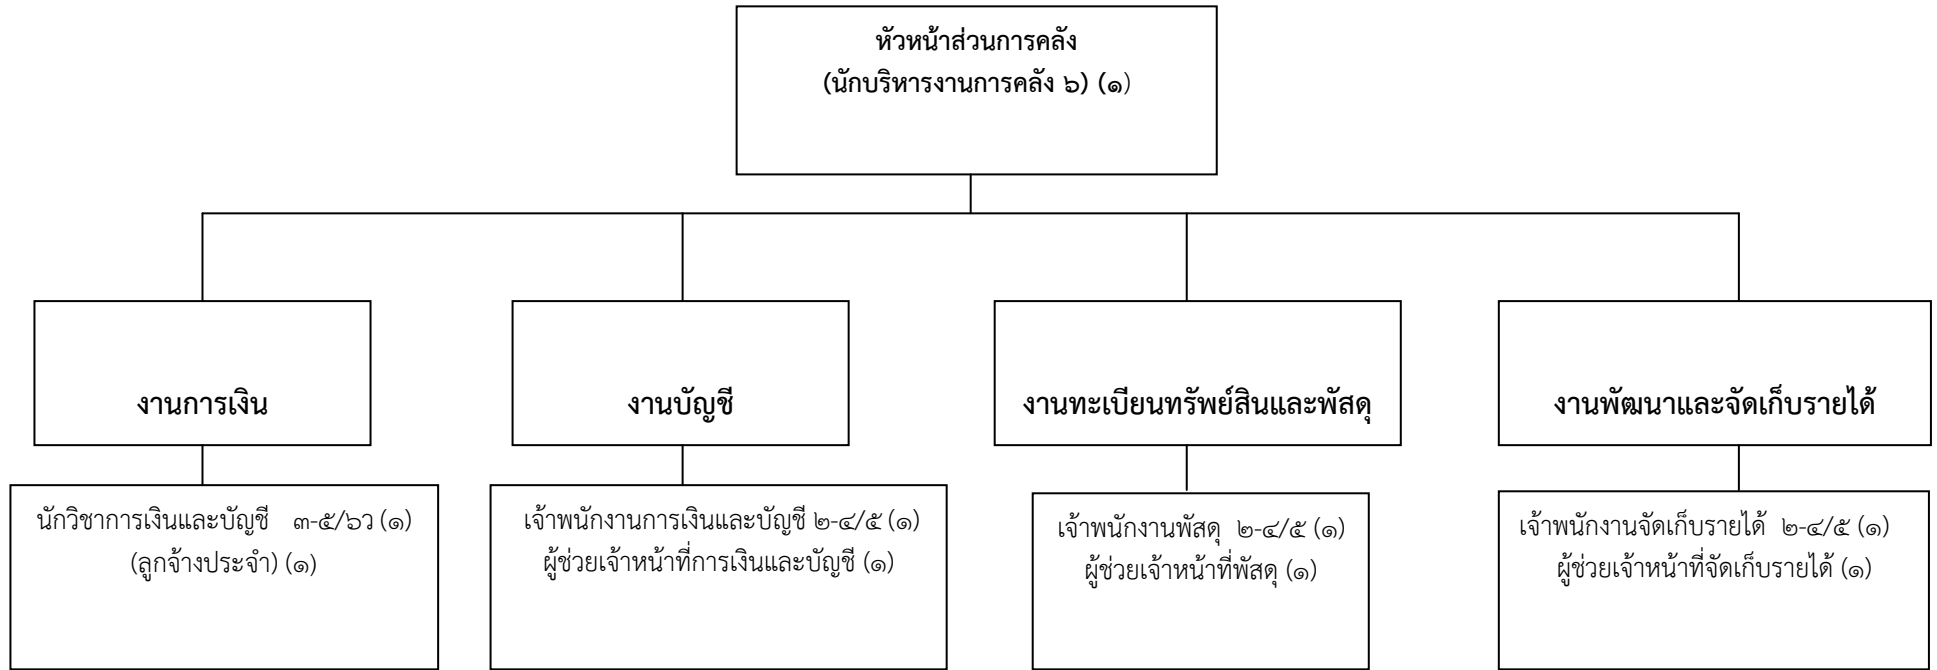 หัวหน้าส่วนการคลัง
(นักบริหารงานการคลัง ๖) (๑)
งานการเงิน
งานบัญชี
งานทะเบียนทรัพย์สินและพัสดุ
งานพัฒนาและจัดเก็บรายได้
นักวิชาการเงินและบัญชี ๓-๕/๖ว (๑)
(ลูกจ้างประจำ) (๑)
เจ้าพนักงานการเงินและบัญชี ๒-๔/๕ (๑)
ผู้ช่วยเจ้าหน้าที่การเงินและบัญชี (๑)
เจ้าพนักงานพัสดุ ๒-๔/๕ (๑)
ผู้ช่วยเจ้าหน้าที่พัสดุ (๑)
เจ้าพนักงานจัดเก็บรายได้ ๒-๔/๕ (๑)
ผู้ช่วยเจ้าหน้าที่จัดเก็บรายได้ (๑)